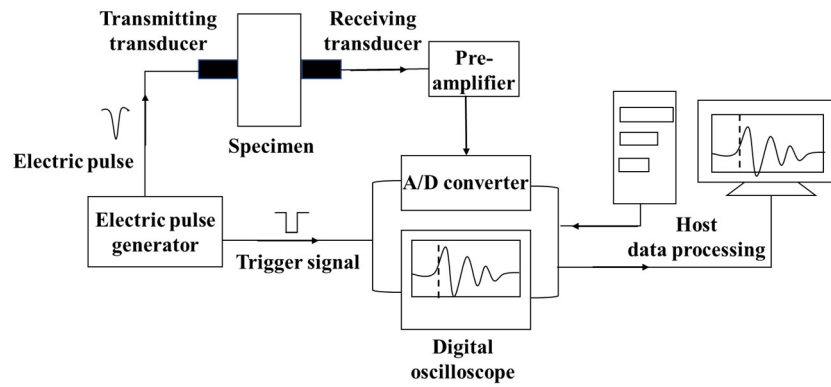 Transmitting
transducer
Receiving
transducer
Pre-
amplifier
Electric pulse
Specimen
A/D converter
Electric pulse
generator
Trigger signal
Host
data processing
Digital
oscilloscope